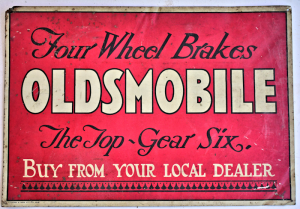 Four Wheel Brakes
OLDSMOBILE
The Top-Gear Six.
BUY FROM YOUR LOCAL DEALER